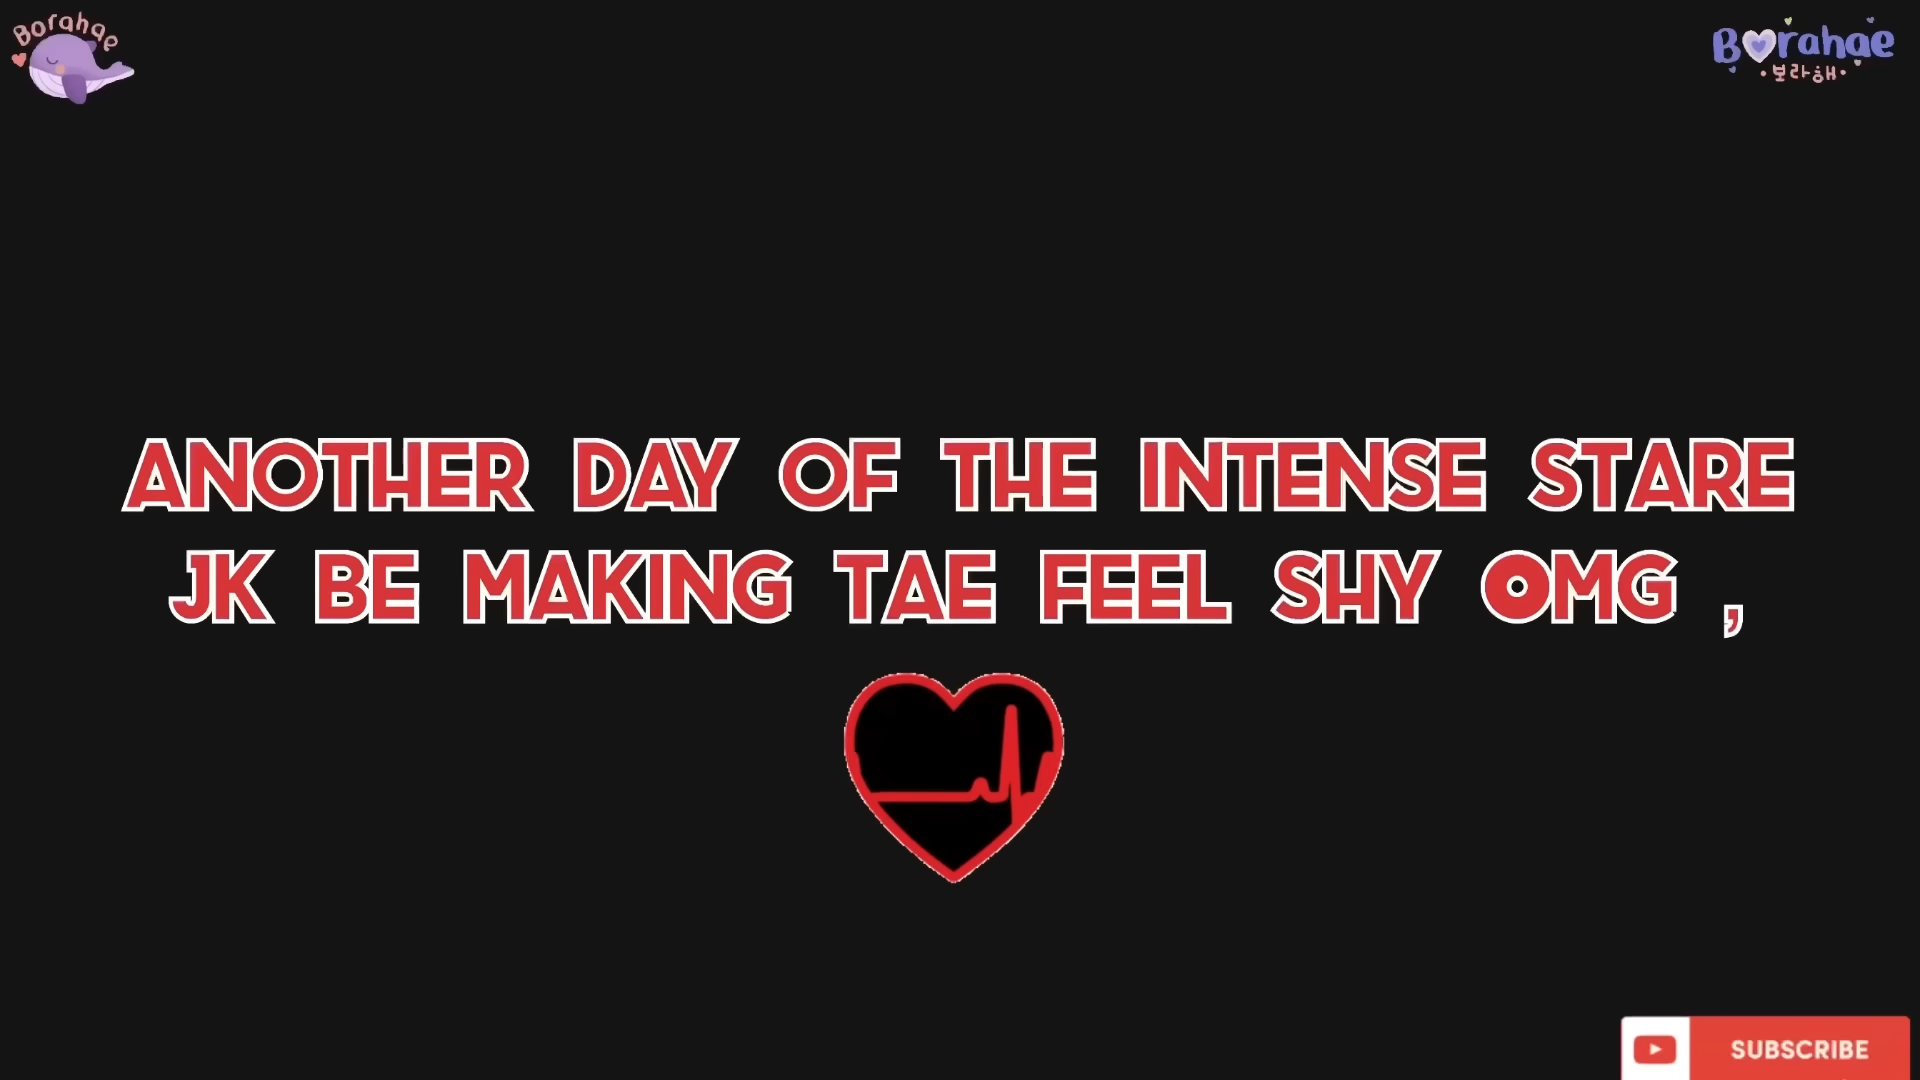 Borahae
Borahae
보라해
ANOTHER DAY OF THE INTENSE STARE
JK BE MAKING TAE FEEL SHY OMG ,
SUBSCRIBE